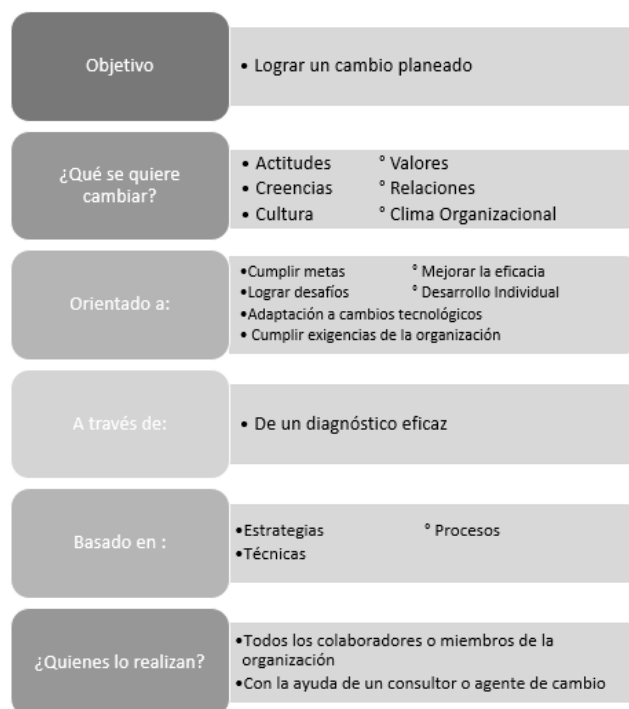 Objetivo
• Lograr un cambio planeado
¿Qué se quiere
cambiar?
• Actitudes ° Valores
• Creencias ° Relaciones
• Cultura ° Clima Organizacional
Orientado a:
•Cumplir metas ° Mejorar la eficacia
•Lograr desafíos ° Desarrollo Individual
•Adaptación a cambios tecnológicos
• Cumplir exigencias de la organización
A través de:
• De un diagnóstico eficaz
Basado en :
•Estrategias ° Procesos
•Técnicas
¿Quienes lo realizan?
•Todos los colaboradores o miembros de la
organización
•Con la ayuda de un consultor o agente de cambio